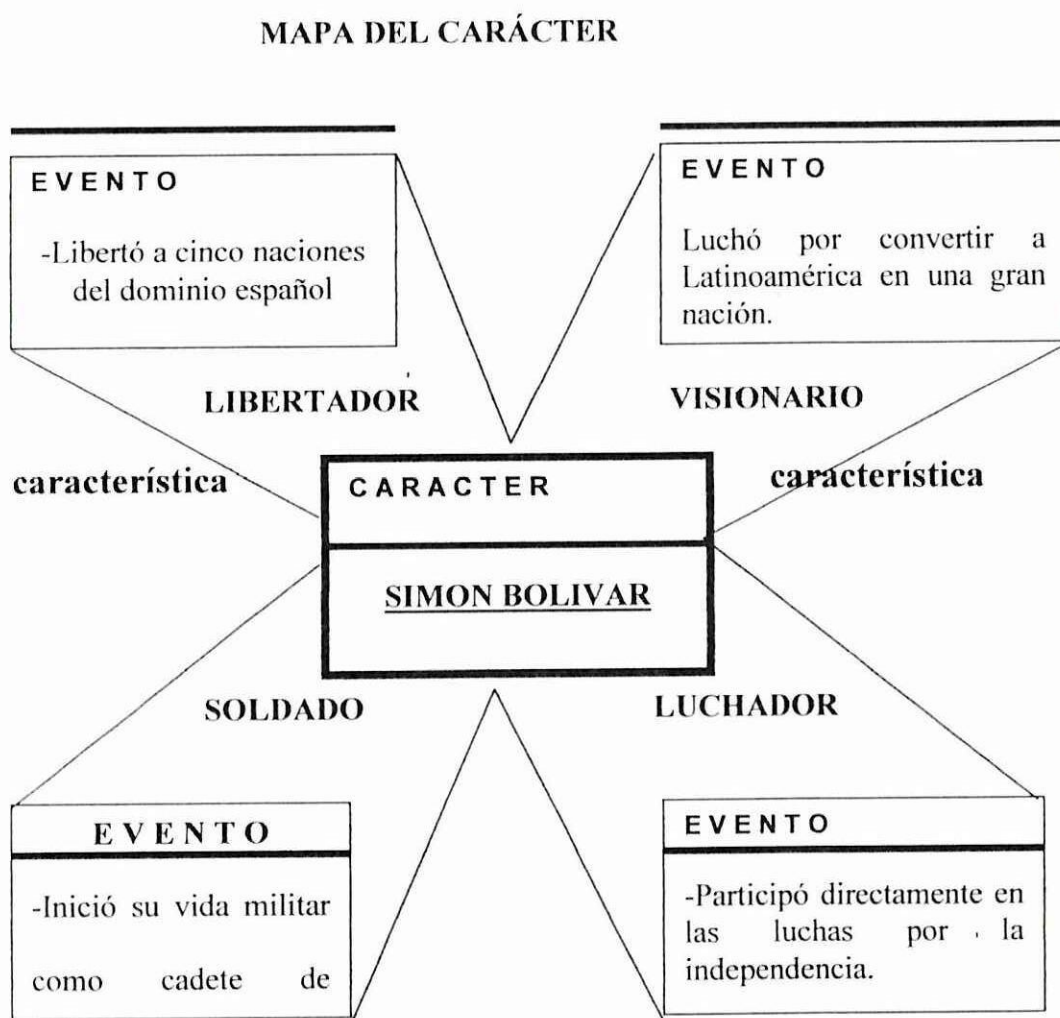 MAPA DEL CARÁCTER
EVENTO
-Libertó a cinco naciones
del dominio español
EVENTO
Luchó por convertir a
Latinoamérica en una gran
nación.
LIBERTADOR
VISIONARIO
característica
característica
CARACTER
SIMON BOLIVAR
SOLDADO
LUCHADOR
EVENTO
-Inició su vida militar
como cadete de
EVENTO
-Participó directamente en
las luchas por la
independencia.